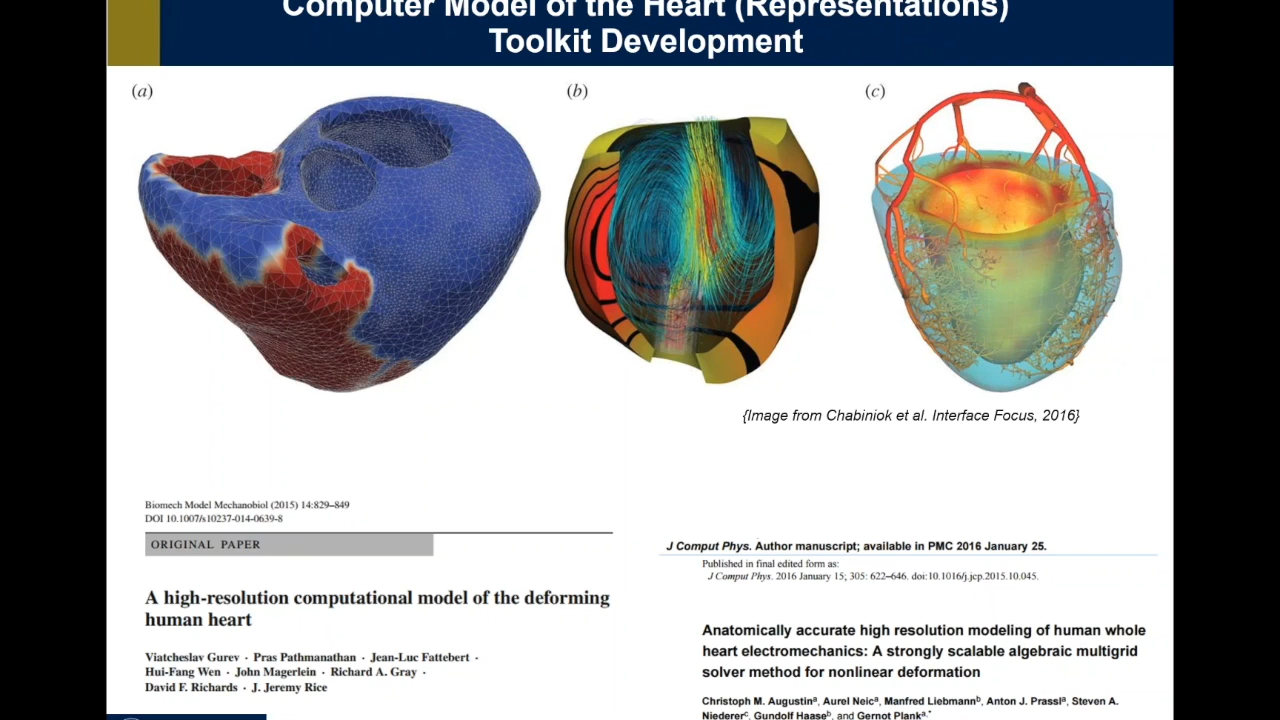 Computer Model of the Heart (Representations)
Toolkit Development
(a)
(b)
(c)
{Image from Chabiniok et al. Interface Focus, 2016}
Biomech Model Mechanobiol (2015) 14:829–849
DOI 10.1007/s10237-014-0639-8
ORIGINAL PAPER
A high-resolution computational model of the deforming
human heart
Viatcheslav Gurev · Pras Pathmanathan · Jean-Luc Fattebert ·
Hui-Fang Wen · John Magerlein · Richard A. Gray ·
David F. Richards · J. Jeremy Rice
J Comput Phys. Author manuscript; available in PMC 2016 January 25.
Published in final edited form as:
J Comput Phys. 2016 January 15; 305: 622–646. doi:10.1016/j.jcp.2015.10.045.
Anatomically accurate high resolution modeling of human whole
heart electromechanics: A strongly scalable algebraic multigrid
solver method for nonlinear deformation
Christoph M. Augustinᵃ, Aurel Neicᵃ, Manfred Liebmannᵇ, Anton J. Prasslᵃ, Steven A.
Niedererᶜ, Gundolf Haaseᵇ, and Gernot Plankᵃ,*